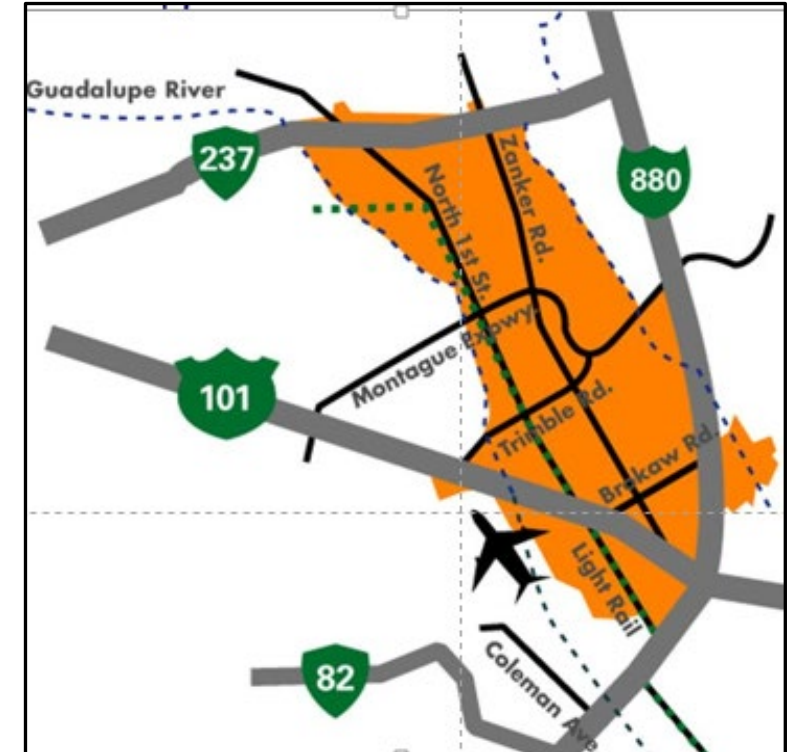 Guadalupe River
237
880
Zanker Rd.
North 1st St.
Montague Expwy.
101
Trimble Rd.
Brokaw Rd.
Light Rail
82
Coleman Ave